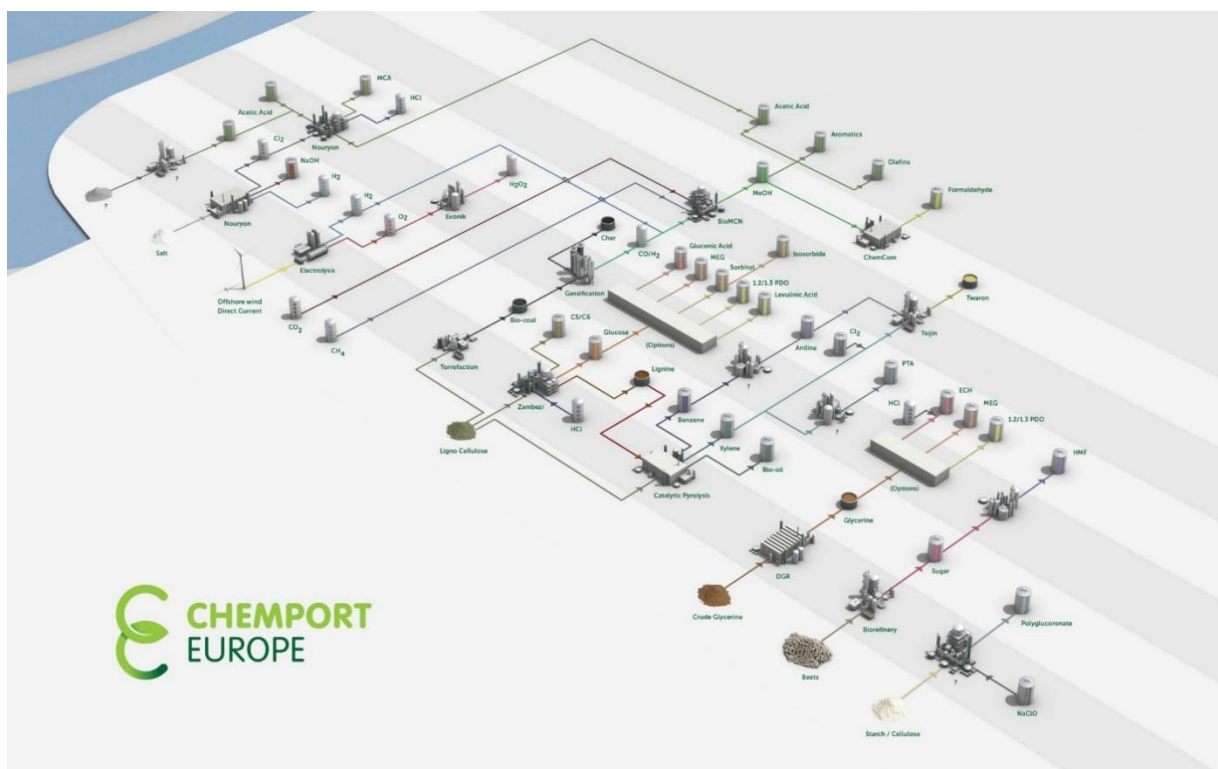 MCA
HCl
Acetic Acid
Nouryon
Cl2
NaOH
H2
?
?
Nouryon
Salt
H2
O2
Evonik
H2O2
Electrolysis
Offshore wind
Direct Current
CO2
CH4
Acetic Acid
Aromatics
Olefins
MeOH
BioMCN
Formaldehyde
ChemCom
Char
CO/H2
Gassification
Gluconic Acid
MEG
Sorbitol
Isosorbide
1.2/1.3 PDO
Levulinic Acid
(Options)
Bio-coal
Torrefaction
C5/C6
Glucose
Zambezi
HCl
Ligno Cellulose
Lignine
Aniline
Cl2
Teijin
Twaron
?
Benzene
Xylene
Bio-oil
Catalytic Pyrolysis
PTA
?
HCl
ECH
MEG
1.2/1.3 PDO
(Options)
Glycerine
DGR
Crude Glycerine
HMF
Sugar
Biorefinery
Beets
Polyglucoronate
?
NaClO
Starch / Cellulose
CHEMPORT
EUROPE